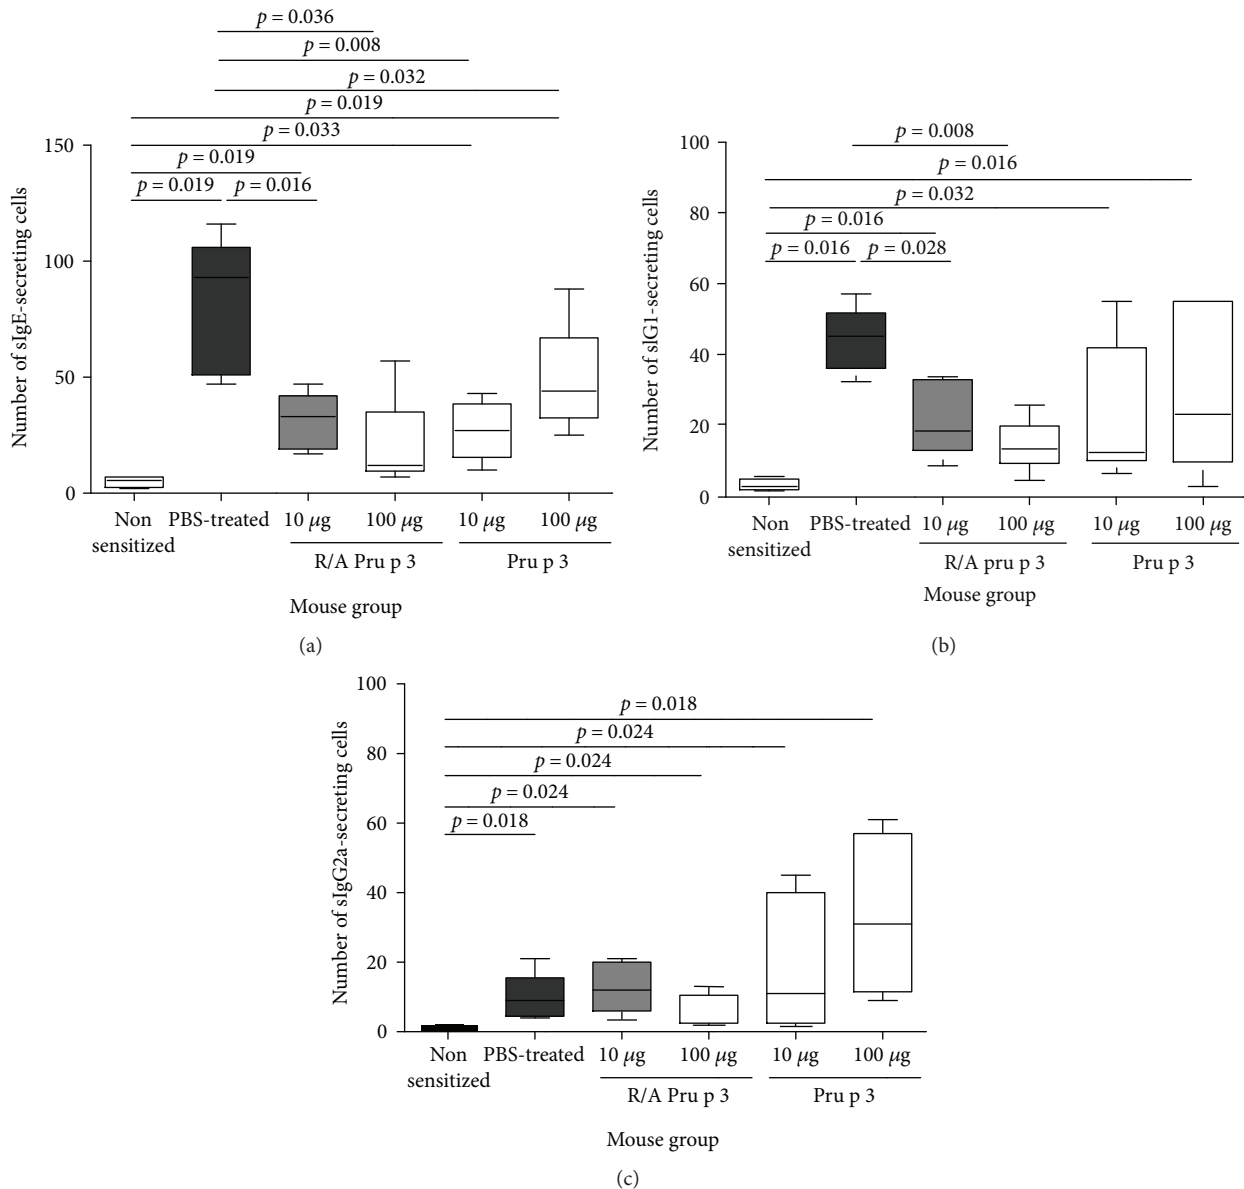 p = 0.036
p = 0.008
p = 0.032
p = 0.019
p = 0.033
p = 0.019
p = 0.019
p = 0.016
150
100
50
0
Number of sIgE-secreting cells
Non
sensitized
PBS-treated
10 μg
100 μg
10 μg
100 μg
R/A Pru p 3
Pru p 3
Mouse group
(a)
p = 0.008
p = 0.016
p = 0.032
p = 0.016
p = 0.016
p = 0.028
100
80
60
40
20
0
Number of sIG1-secreting cells
Non
sensitized
PBS-treated
10 μg
100 μg
10 μg
100 μg
R/A pru p 3
Pru p 3
Mouse group
(b)
p = 0.018
p = 0.024
p = 0.024
p = 0.024
p = 0.018
100
80
60
40
20
0
Number of sIgG2a-secreting cells
Non
sensitized
PBS-treated
10 μg
100 μg
10 μg
100 μg
R/A Pru p 3
Pru p 3
Mouse group
(c)